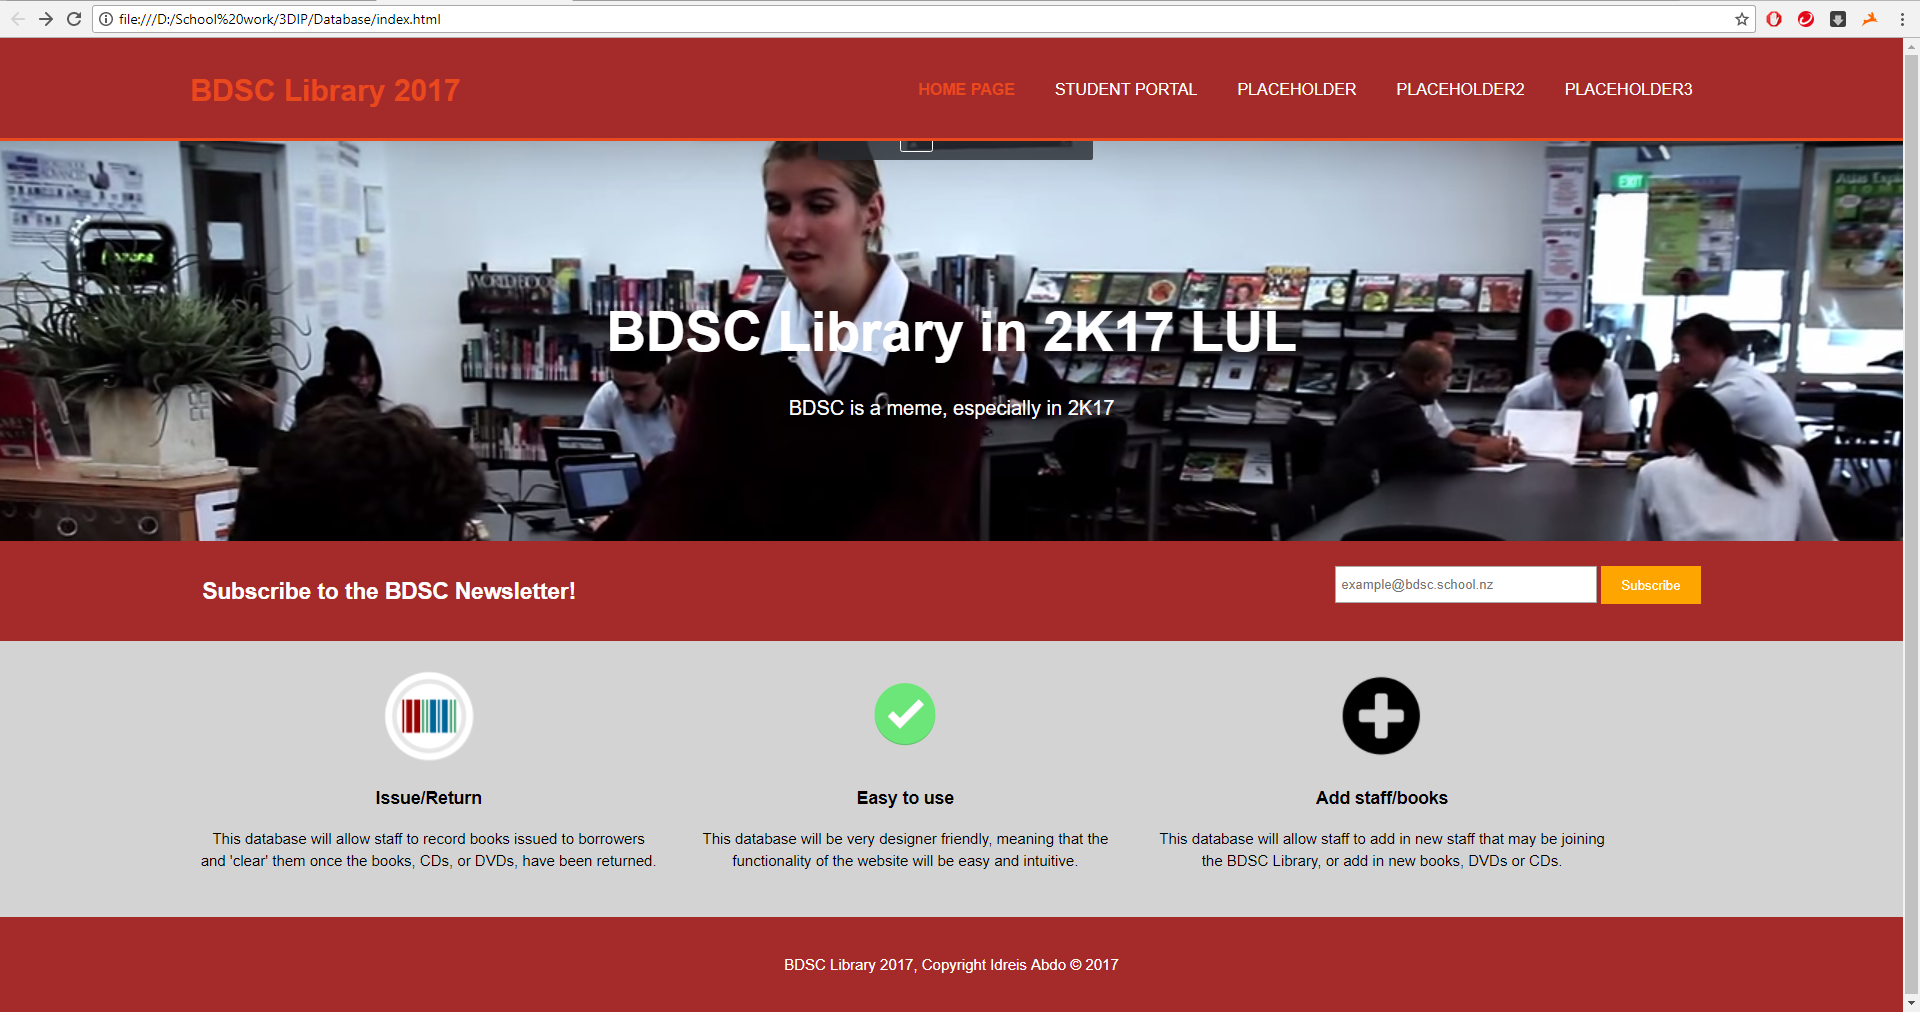 file:///D:/School%20work/3DIP/Database/index.html
BDSC Library 2017
HOME PAGE
STUDENT PORTAL
PLACEHOLDER
PLACEHOLDER2
PLACEHOLDER3
EXIT
WORLD BOOK
BDSC Library in 2K17 LUL
BDSC is a meme, especially in 2K17
Subscribe to the BDSC Newsletter!
example@bdsc.school.nz
Subscribe
Issue/Return
This database will allow staff to record books issued to borrowers
and 'clear' them once the books, CDs, or DVDs, have been returned.
Easy to use
This database will be very designer friendly, meaning that the
functionality of the website will be easy and intuitive.
Add staff/books
This database will allow staff to add in new staff that may be joining
the BDSC Library, or add in new books, DVDs or CDs.
BDSC Library 2017, Copyright Idreis Abdo © 2017